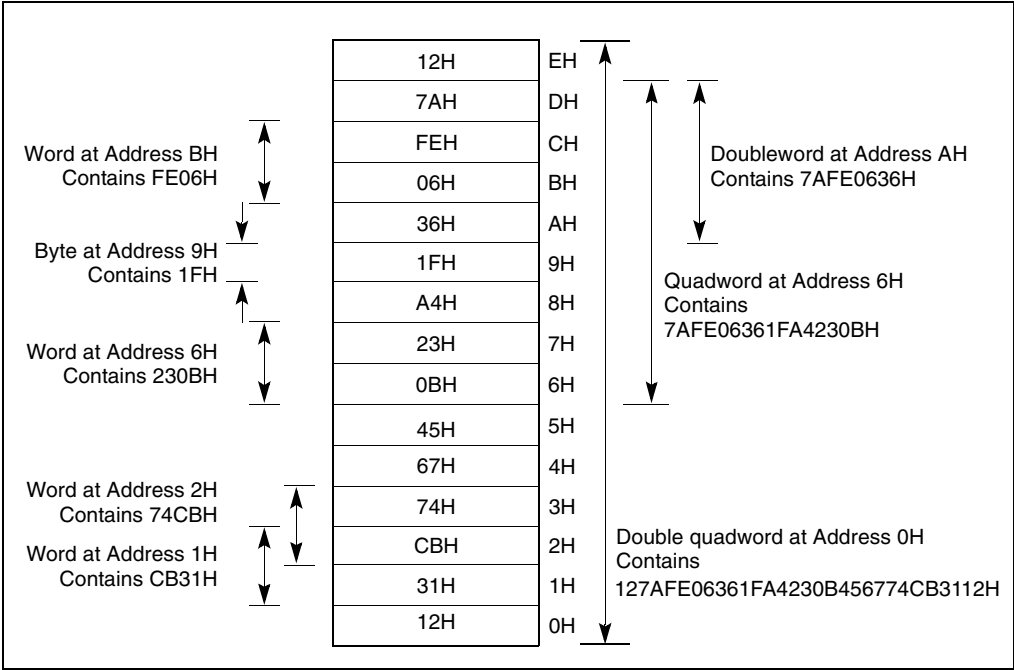 12H EH
7AH DH
FEH CH
06H BH
36H AH
1FH 9H
A4H 8H
23H 7H
0BH 6H
45H 5H
67H 4H
74H 3H
CBH 2H
31H 1H
12H 0H
Word at Address BH
Contains FE06H
Byte at Address 9H
Contains 1FH
Word at Address 6H
Contains 230BH
Word at Address 2H
Contains 74CBH
Word at Address 1H
Contains CB31H
Doubleword at Address AH
Contains 7AFE0636H
Quadword at Address 6H
Contains
7AFE06361FA4230BH
Double quadword at Address 0H
Contains
127AFE06361FA4230B456774CB3112H